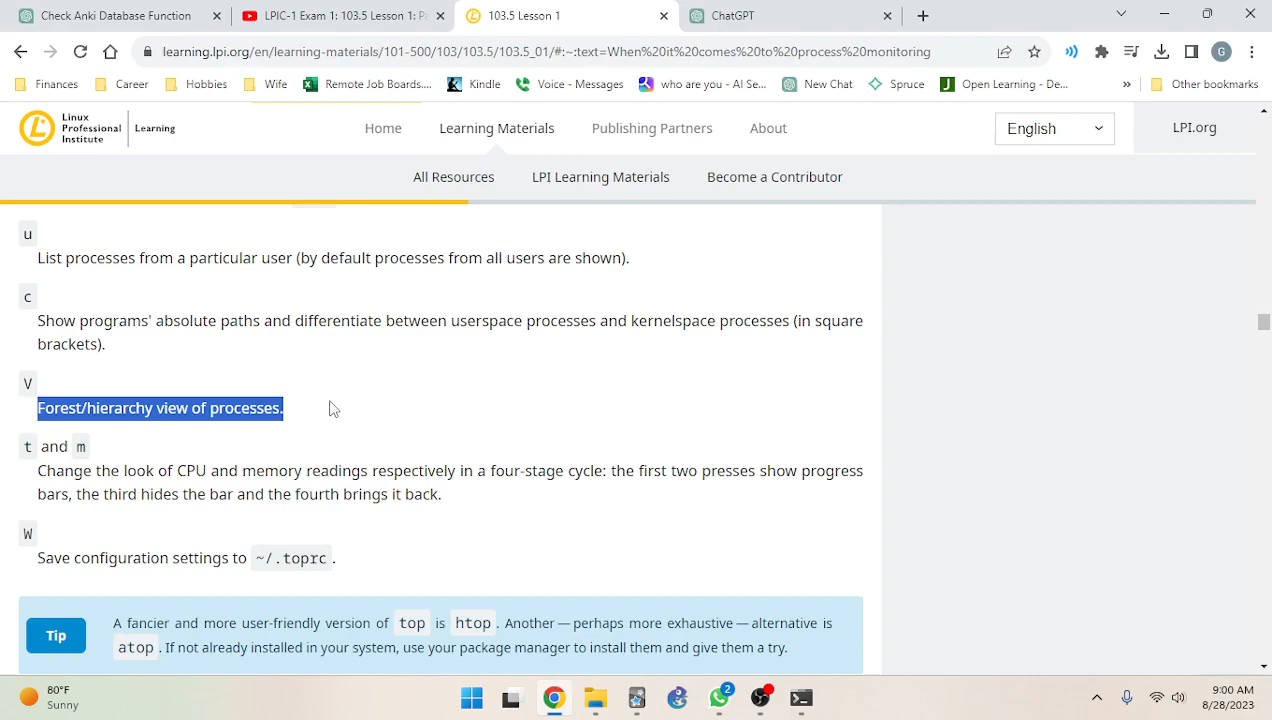 Check Anki Database Function
LPIC-1 Exam 1: 103.5 Lesson 1: Pa
103.5 Lesson 1
ChatGPT
learning.lpi.org/en/learning-materials/101-500/103/103.5/103.5_01/#:~:text=When%20it%20comes%20to%20process%20monitoring
G
Finances
Career
Hobbies
Wife
Remote Job Boards....
Kindle
Voice - Messages
who are you - AI Se...
New Chat
Spruce
Open Learning - De...
»
Other bookmarks
Linux
Professional
Institute
Learning
Home
Learning Materials
Publishing Partners
About
English
LPI.org
All Resources
LPI Learning Materials
Become a Contributor
u
List processes from a particular user (by default processes from all users are shown).
c
Show programs' absolute paths and differentiate between userspace processes and kernelspace processes (in square
brackets).
V
Forest/hierarchy view of processes.
t and m
Change the look of CPU and memory readings respectively in a four-stage cycle: the first two presses show progress
bars, the third hides the bar and the fourth brings it back.
W
Save configuration settings to ~/.toprc.
Tip
A fancier and more user-friendly version of top is htop. Another — perhaps more exhaustive — alternative is
atop. If not already installed in your system, use your package manager to install them and give them a try.
80°F
Sunny
2
9:00 AM
8/28/2023